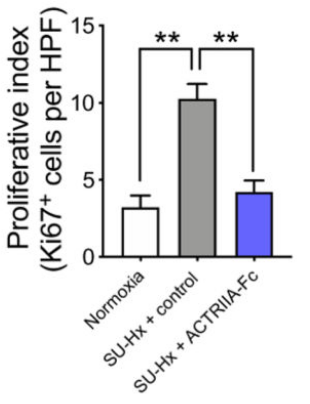 Proliferative index
(Ki67⁺ cells per HPF)
15
10
5
0
** **
Normoxia
SU-Hx + control
SU-Hx + ACTRIIA-Fc